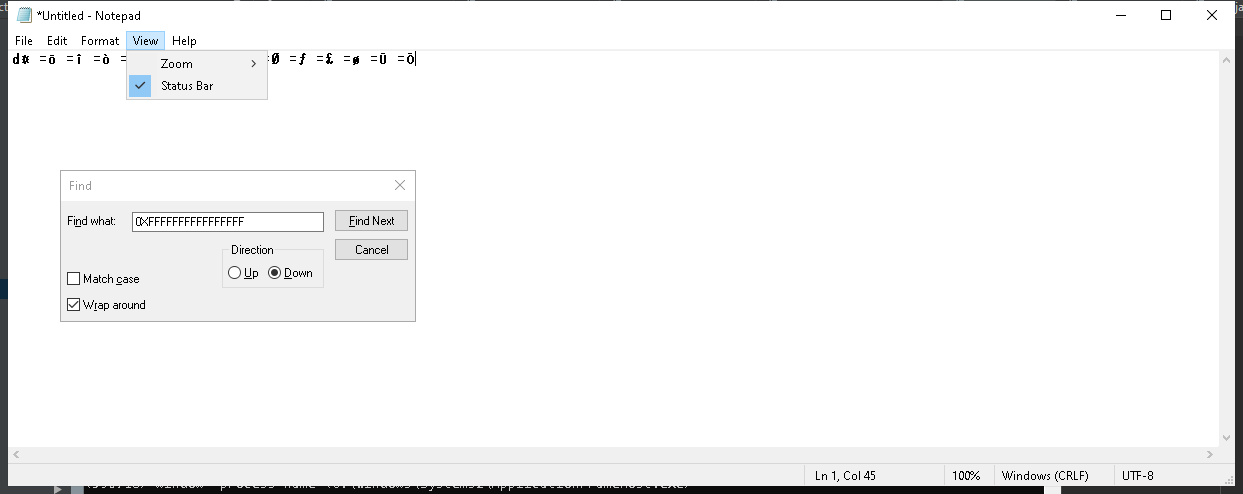 *Untitled - Notepad
File Edit Format View Help
d¤ =ō =î =ò =
=Ø =ƒ =£ =ø =Ū =Ō
Zoom
Status Bar
Find
Find what: 0XFFFFFFFFFFFFFFFF Find Next
Direction Cancel
Up Down
Match case
Wrap around
Ln 1, Col 45 100% Windows (CRLF) UTF-8